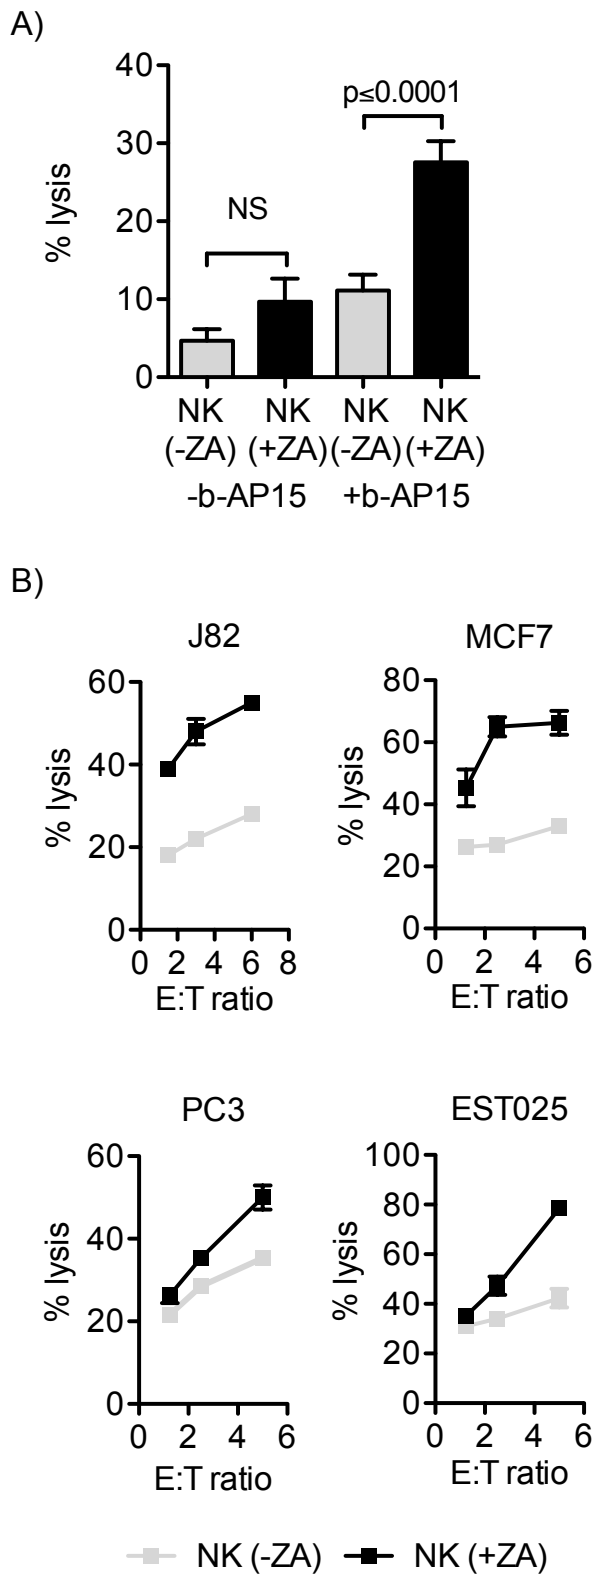 A)
40
30
20
10
0
% lysis
NS
p≤0.0001
NK NK NK NK
(-ZA) (+ZA) (-ZA) (+ZA)
-b-AP15 +b-AP15
B)
J82
60
40
20
0
% lysis
0 2 4 6 8
E:T ratio
MCF7
80
60
40
20
0
% lysis
0 2 4 6
E:T ratio
PC3
60
40
20
0
% lysis
0 2 4 6
E:T ratio
EST025
100
80
60
40
20
0
% lysis
0 2 4 6
E:T ratio
NK (-ZA) NK (+ZA)